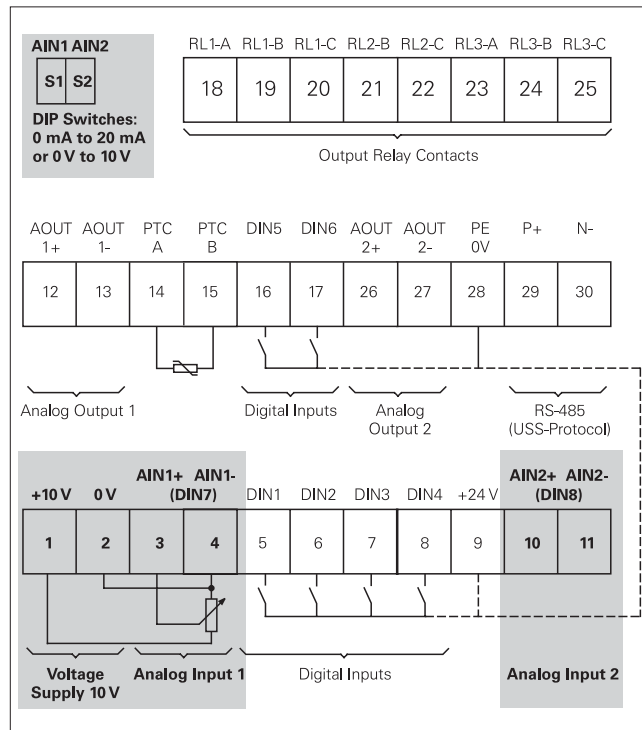 AIN1 AIN2
S1 S2
DIP Switches:
0 mA to 20 mA
or 0 V to 10 V
RL1-A RL1-B RL1-C RL2-B RL2-C RL3-A RL3-B RL3-C
18 19 20 21 22 23 24 25
Output Relay Contacts
AOUT 1+ AOUT 1- PTC A PTC B DIN5 DIN6 AOUT 2+ AOUT 2- PE 0V P+ N-
12 13 14 15 16 17 26 27 28 29 30
Analog Output 1
Digital Inputs
Analog
Output 2
RS-485
(USS-Protocol)
+10 V 0 V AIN1+ AIN1- (DIN7) DIN1 DIN2 DIN3 DIN4 +24 V AIN2+ AIN2- (DIN8)
1 2 3 4 5 6 7 8 9 10 11
Voltage
Supply 10 V
Analog Input 1
Digital Inputs
Analog Input 2